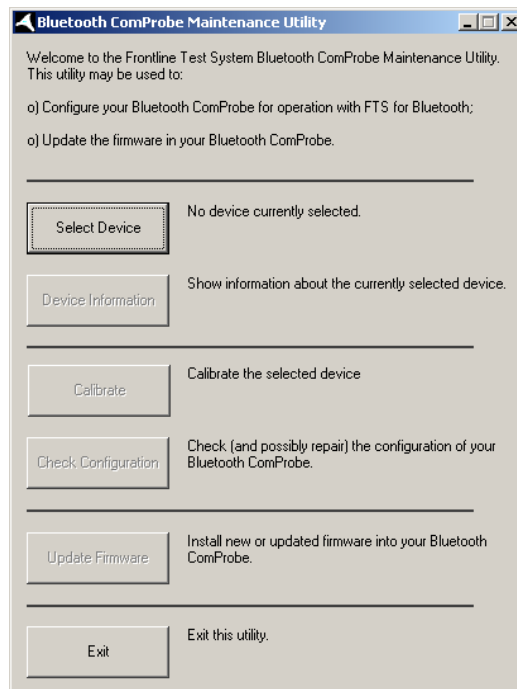 Bluetooth ComProbe Maintenance Utility
Welcome to the Frontline Test System Bluetooth ComProbe Maintenance Utility.
This utility may be used to:
o) Configure your Bluetooth ComProbe for operation with FTS for Bluetooth;
o) Update the firmware in your Bluetooth ComProbe.
Select Device
No device currently selected.
Device Information
Show information about the currently selected device.
Calibrate
Calibrate the selected device
Check Configuration
Check (and possibly repair) the configuration of your
Bluetooth ComProbe.
Update Firmware
Install new or updated firmware into your Bluetooth
ComProbe.
Exit
Exit this utility.